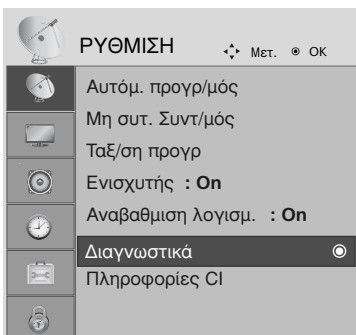 ΡΥΘΜΙΣΗ Μετ. OK
Αυτόμ. προγρ/μός
Μη συτ. Συντ/μός
Ταξ/ση προγρ
Ενισχυτής : On
Αναβαθμιση λογισμ. : On
Διαγνωστικά
Πληροφορίες CI